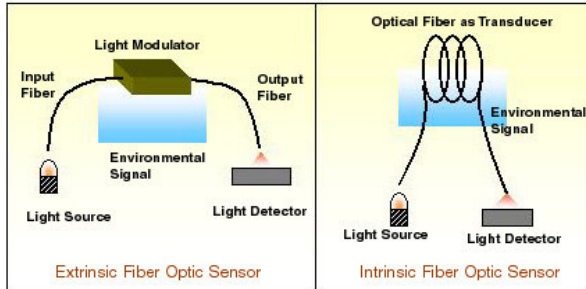 Light Modulator
Input
Fiber
Output
Fiber
Environmental
Signal
Light Source
Light Detector
Extrinsic Fiber Optic Sensor
Optical Fiber as Transducer
Environmental
Signal
Light Source
Light Detector
Intrinsic Fiber Optic Sensor